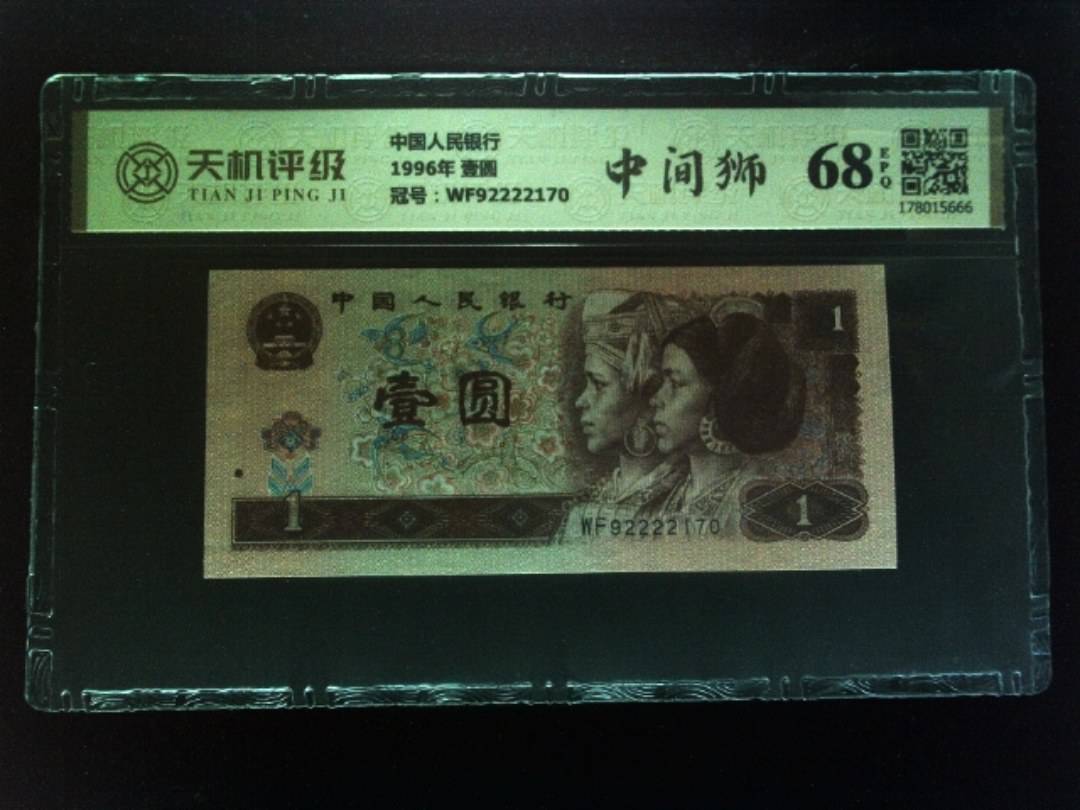 天机评级
TIAN JI PING JI
中国人民银行
1996年 壹圆
冠号：WF92222170
中间狮
68
EPQ
178015666
中国人民银行
1
壹圆
1
WF92222170
1